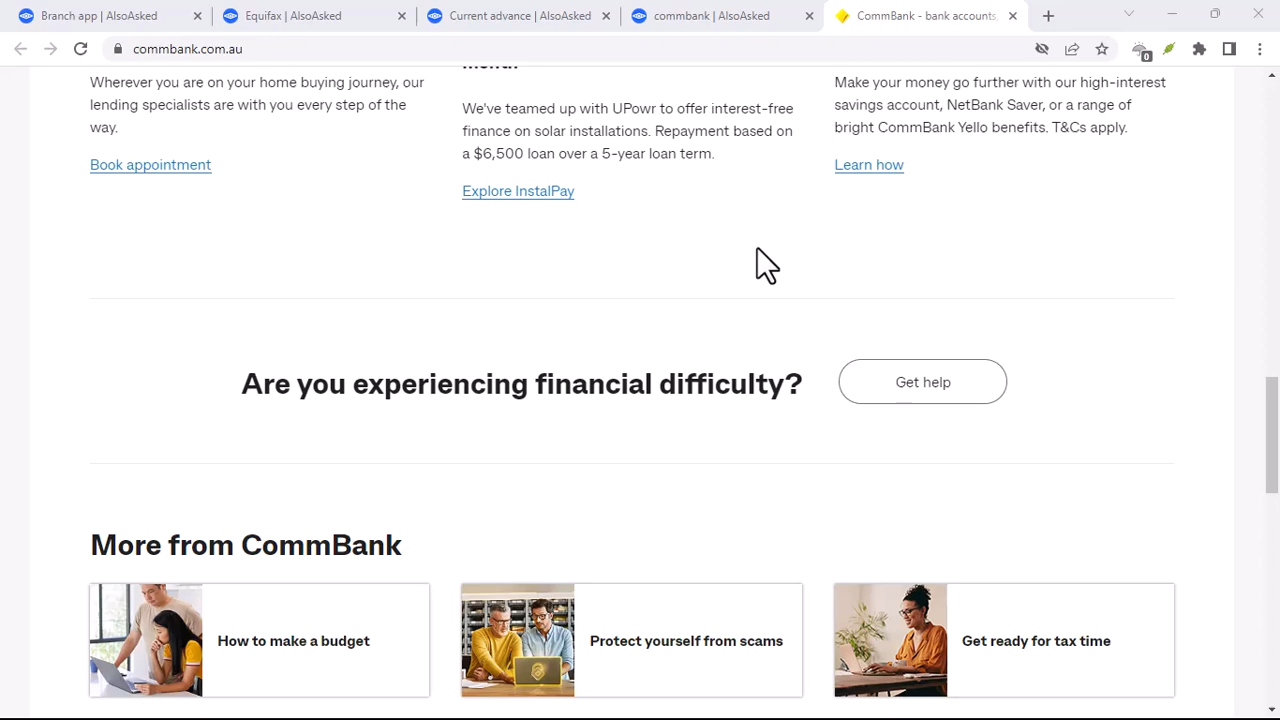 Branch app | AlsoAsked
Equifax | AlsoAsked
Current advance | AlsoAsked
commbank | AlsoAsked
CommBank - bank accounts,
commbank.com.au
0
month
Wherever you are on your home buying journey, our
lending specialists are with you every step of the
way.
Book appointment
We've teamed up with UPowr to offer interest-free
finance on solar installations. Repayment based on
a $6,500 loan over a 5-year loan term.
Explore InstalPay
Make your money go further with our high-interest
savings account, NetBank Saver, or a range of
bright CommBank Yello benefits. T&Cs apply.
Learn how
Are you experiencing financial difficulty?
Get help
More from CommBank
How to make a budget
Protect yourself from scams
Get ready for tax time